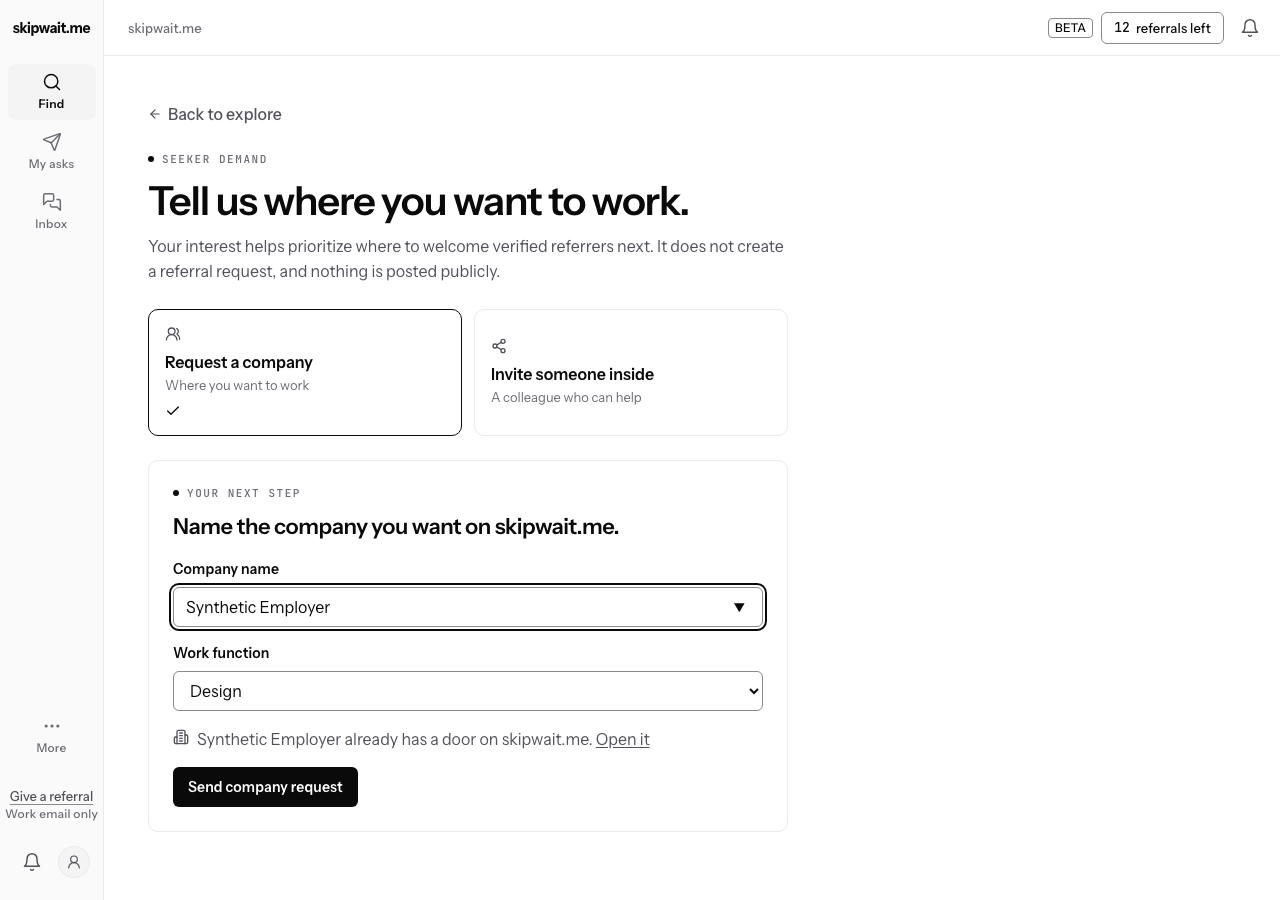 skipwait.me
skipwait.me
BETA
12 referrals left
Find
My asks
Inbox
Back to explore
SEEKER DEMAND
Tell us where you want to work.
Your interest helps prioritize where to welcome verified referrers next. It does not create
a referral request, and nothing is posted publicly.
Request a company
Where you want to work
Invite someone inside
A colleague who can help
YOUR NEXT STEP
Name the company you want on skipwait.me.
Company name
Synthetic Employer
Work function
Design
Synthetic Employer already has a door on skipwait.me. Open it
Send company request
More
Give a referral
Work email only